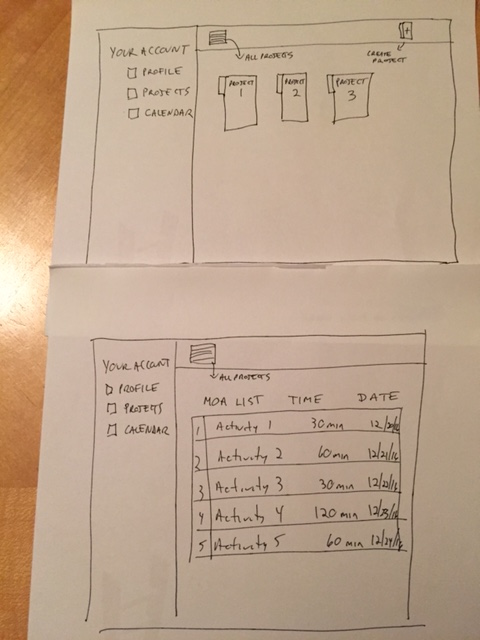 YOUR ACCOUNT
PROFILE
PROJECTS
CALENDAR
ALL PROJECTS
+
CREATE PROJECT
PROJECT 1
PROJECT 2
PROJECT 3
YOUR ACCOUNT
PROFILE
PROJECTS
CALENDAR
ALL PROJECTS
MOA LIST TIME DATE
1 Activity 1 30 min
2 Activity 2 60 min 12/21/16
3 Activity 3 30 min 12/22/16
4 Activity 4 120 min 12/23/16
5 Activity 5 60 min 12/24/16